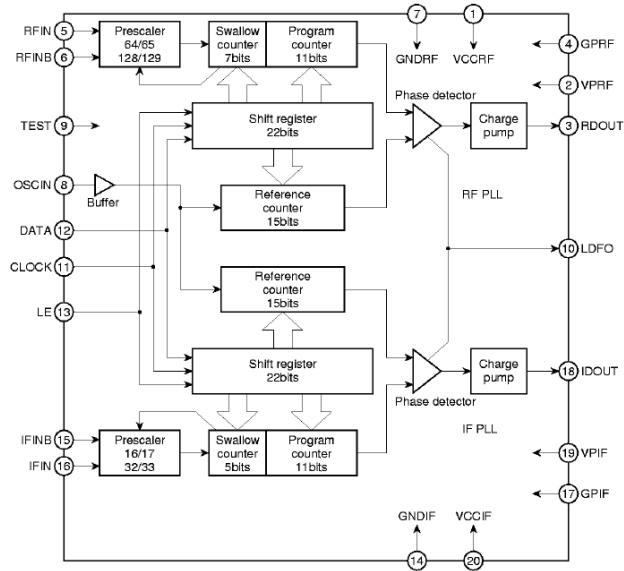 RFIN 5
RFINB 6
Prescaler
64/65
128/129
Swallow
counter
7bits
Program
counter
11bits
7
GNDRF
1
VCCRF
4 GPRF
2 VPRF
Phase detector
Charge
pump
3 RDOUT
TEST 9
Shift register
22bits
OSCIN 8
Buffer
Reference
counter
15bits
RF PLL
DATA 12
10 LDFO
CLOCK 11
Reference
counter
15bits
LE 13
Shift register
22bits
Phase detector
Charge
pump
18 IDOUT
IFINB 15
IFIN 16
Prescaler
16/17
32/33
Swallow
counter
5bits
Program
counter
11bits
IF PLL
19 VPIF
17 GPIF
GNDIF
14
VCCIF
20